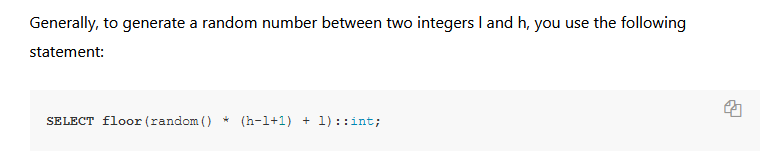 Generally, to generate a random number between two integers l and h, you use the following
statement:
SELECT floor(random() * (h-l+1) + l)::int;